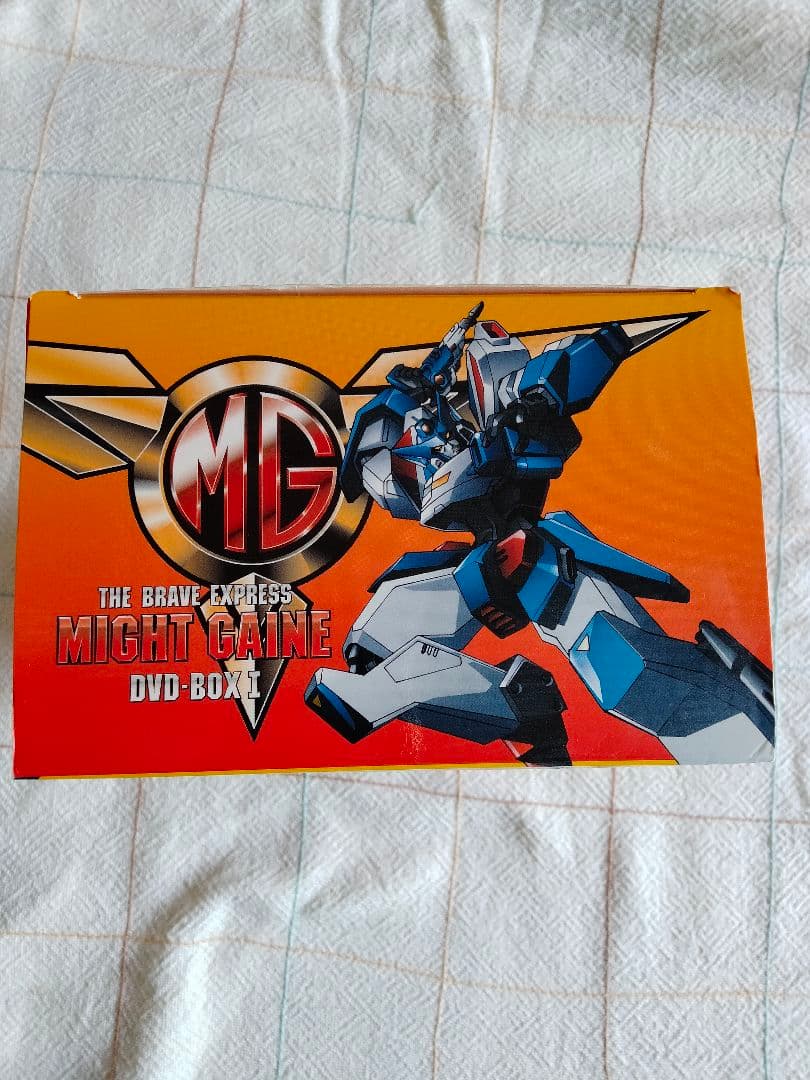 MG
THE BRAVE EXPRESS
MIGHT GAINE
DVD-BOX I